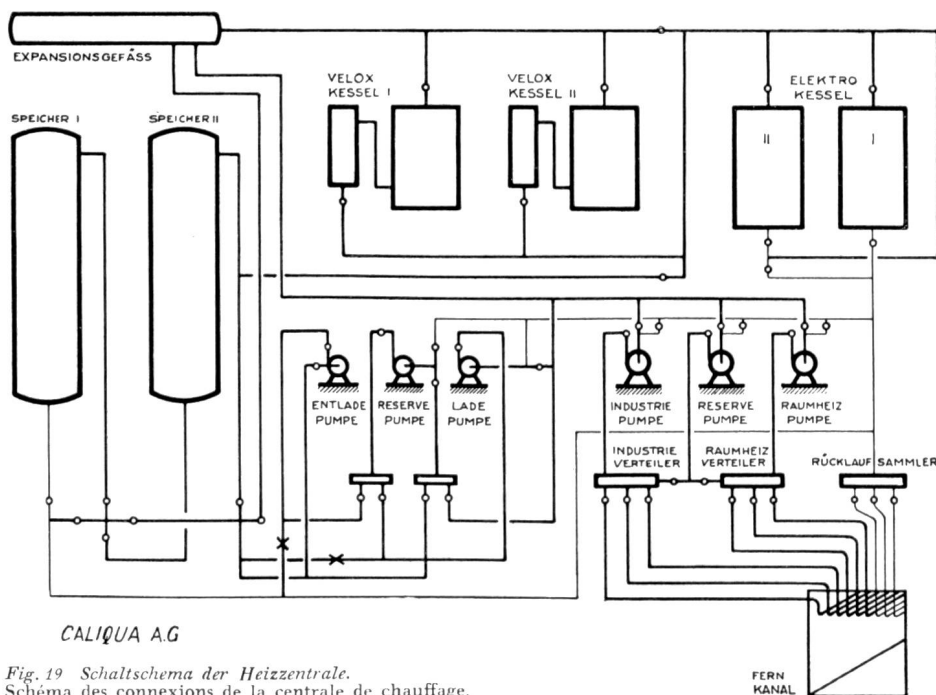 EXPANSIONSGEFÄSS
VELOX
KESSEL I
VELOX
KESSEL II
ELEKTRO
KESSEL
SPEICHER I
SPEICHER II
II
I
ENTLADE
PUMPE
RESERVE
PUMPE
LADE
PUMPE
INDUSTRIE
PUMPE
RESERVE
PUMPE
RAUMHEIZ
PUMPE
INDUSTRIE
VERTEILER
RAUMHEIZ
VERTEILER
RÜCKLAUF SAMMLER
CALIQUA A.G
FERN
KANAL
Fig. 19 Schaltschema der Heizzentrale.
Schéma des connexions de la centrale de chauffage.